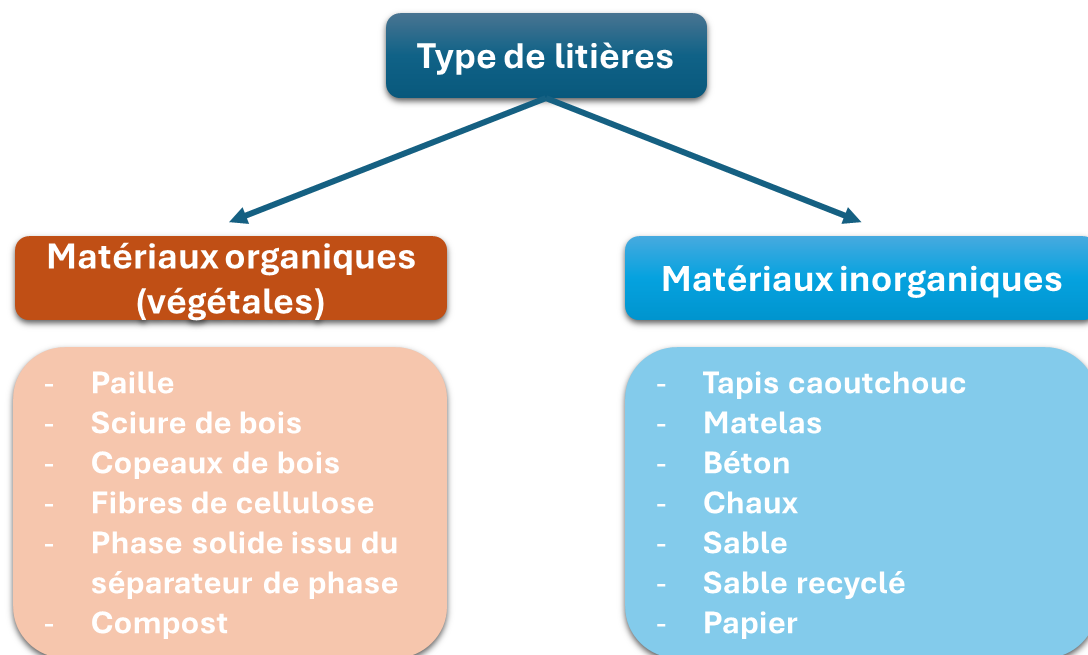 Type de litières
Matériaux organiques
(végétales)
- Paille
- Sciure de bois
- Copeaux de bois
- Fibres de cellulose
- Phase solide issu du
séparateur de phase
- Compost
Matériaux inorganiques
- Tapis caoutchouc
- Matelas
- Béton
- Chaux
- Sable
- Sable recyclé
- Papier